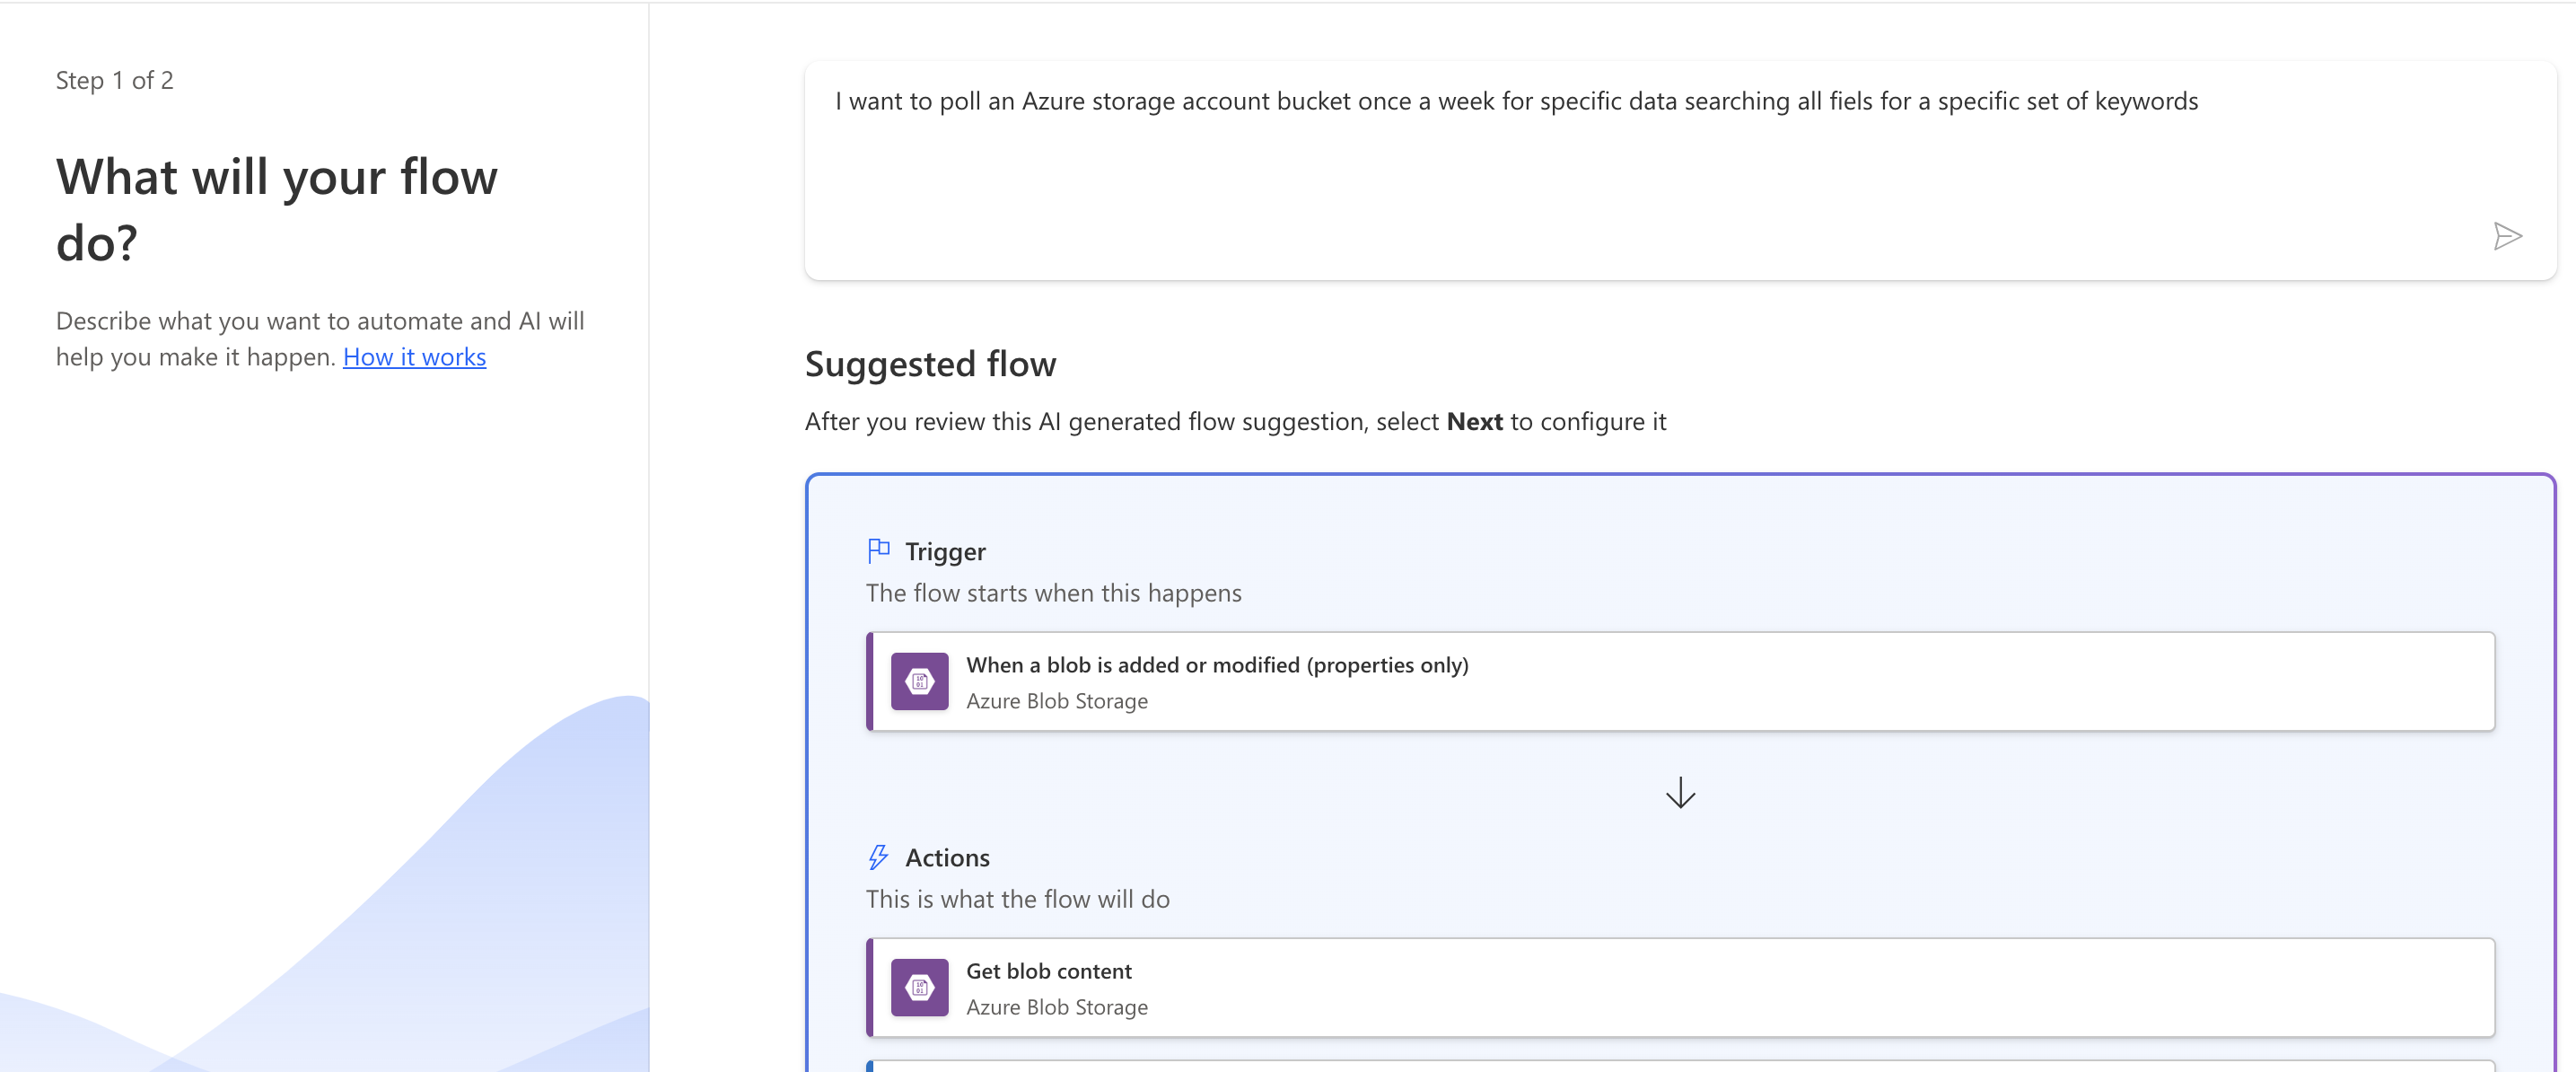 Step 1 of 2
What will your flow
do?
Describe what you want to automate and AI will
help you make it happen. How it works
I want to poll an Azure storage account bucket once a week for specific data searching all fiels for a specific set of keywords
Suggested flow
After you review this AI generated flow suggestion, select Next to configure it
Trigger
The flow starts when this happens
When a blob is added or modified (properties only)
Azure Blob Storage
Actions
This is what the flow will do
Get blob content
Azure Blob Storage